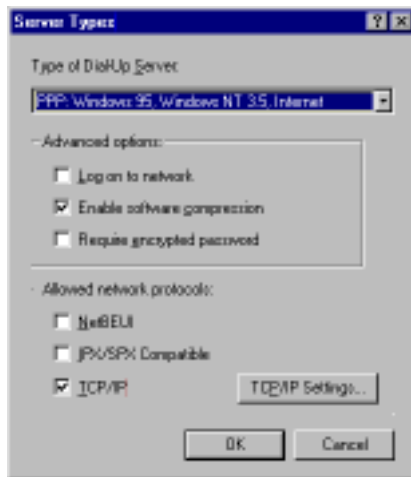 Server Types
Type of Dial-Up Server:
PPP: Windows 95, Windows NT 3.5, Internet
Advanced options:
Log on to network
Enable software compression
Require encrypted password
Allowed network protocols:
NetBEUI
IPX/SPX Compatible
TCP/IP
TCP/IP Settings...
OK
Cancel